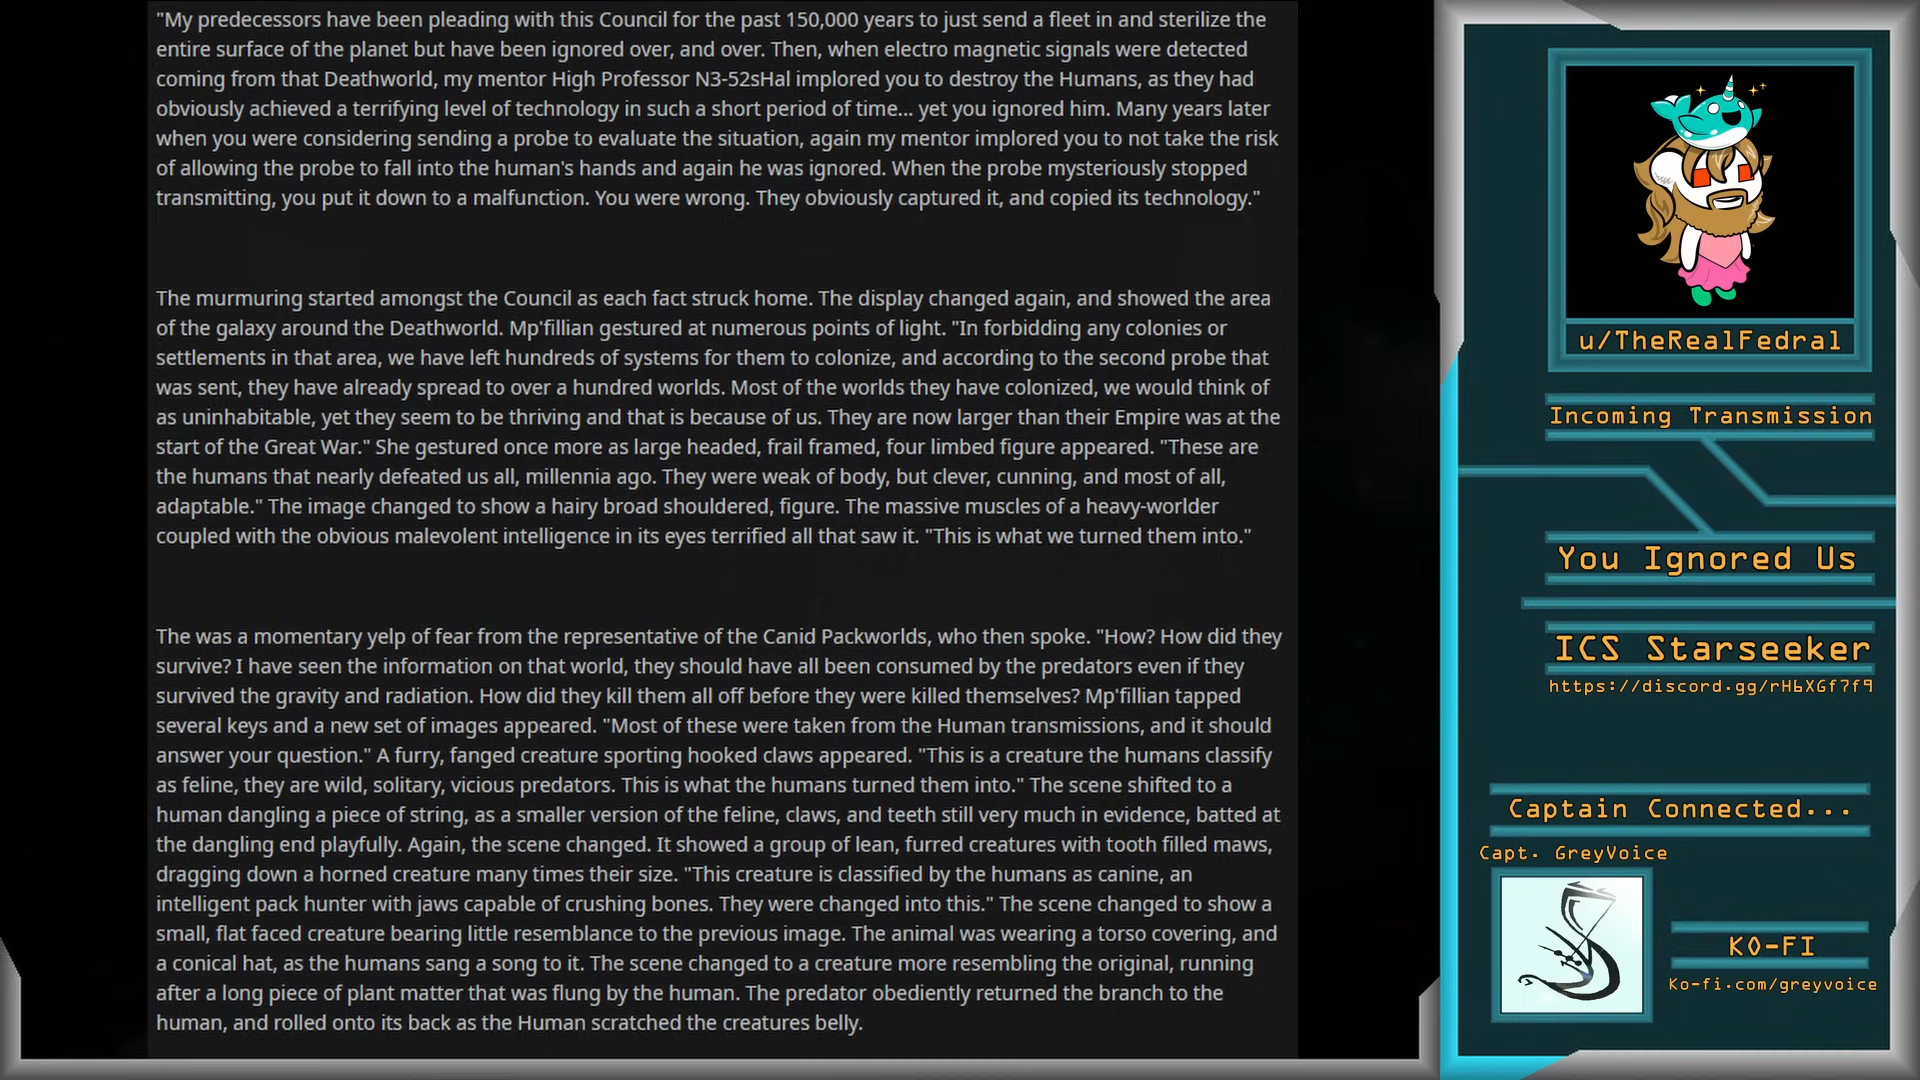 "My predecessors have been pleading with this Council for the past 150,000 years to just send a fleet in and sterilize the
entire surface of the planet but have been ignored over, and over. Then, when electro magnetic signals were detected
coming from that Deathworld, my mentor High Professor N3-52sHal implored you to destroy the Humans, as they had
obviously achieved a terrifying level of technology in such a short period of time... yet you ignored him. Many years later
when you were considering sending a probe to evaluate the situation, again my mentor implored you to not take the risk
of allowing the probe to fall into the human's hands and again he was ignored. When the probe mysteriously stopped
transmitting, you put it down to a malfunction. You were wrong. They obviously captured it, and copied its technology."
The murmuring started amongst the Council as each fact struck home. The display changed again, and showed the area
of the galaxy around the Deathworld. Mp'fillian gestured at numerous points of light. "In forbidding any colonies or
settlements in that area, we have left hundreds of systems for them to colonize, and according to the second probe that
was sent, they have already spread to over a hundred worlds. Most of the worlds they have colonized, we would think of
as uninhabitable, yet they seem to be thriving and that is because of us. They are now larger than their Empire was at the
start of the Great War." She gestured once more as large headed, frail framed, four limbed figure appeared. "These are
the humans that nearly defeated us all, millennia ago. They were weak of body, but clever, cunning, and most of all,
adaptable." The image changed to show a hairy broad shouldered, figure. The massive muscles of a heavy-worlder
coupled with the obvious malevolent intelligence in its eyes terrified all that saw it. "This is what we turned them into."
The was a momentary yelp of fear from the representative of the Canid Packworlds, who then spoke. "How? How did they
survive? I have seen the information on that world, they should have all been consumed by the predators even if they
survived the gravity and radiation. How did they kill them all off before they were killed themselves? Mp'fillian tapped
several keys and a new set of images appeared. "Most of these were taken from the Human transmissions, and it should
answer your question." A furry, fanged creature sporting hooked claws appeared. "This is a creature the humans classify
as feline, they are wild, solitary, vicious predators. This is what the humans turned them into." The scene shifted to a
human dangling a piece of string, as a smaller version of the feline, claws, and teeth still very much in evidence, batted at
the dangling end playfully. Again, the scene changed. It showed a group of lean, furred creatures with tooth filled maws,
dragging down a horned creature many times their size. "This creature is classified by the humans as canine, an
intelligent pack hunter with jaws capable of crushing bones. They were changed into this." The scene changed to show a
small, flat faced creature bearing little resemblance to the previous image. The animal was wearing a torso covering, and
a conical hat, as the humans sang a song to it. The scene changed to a creature more resembling the original, running
after a long piece of plant matter that was flung by the human. The predator obediently returned the branch to the
human, and rolled onto its back as the Human scratched the creatures belly.
u/TheRealFedral
Incoming Transmission
You Ignored Us
ICS Starseeker
https://discord.gg/rH6XGf7f9
Captain Connected...
Capt. GreyVoice
KO-FI
Ko-fi.com/greyvoice